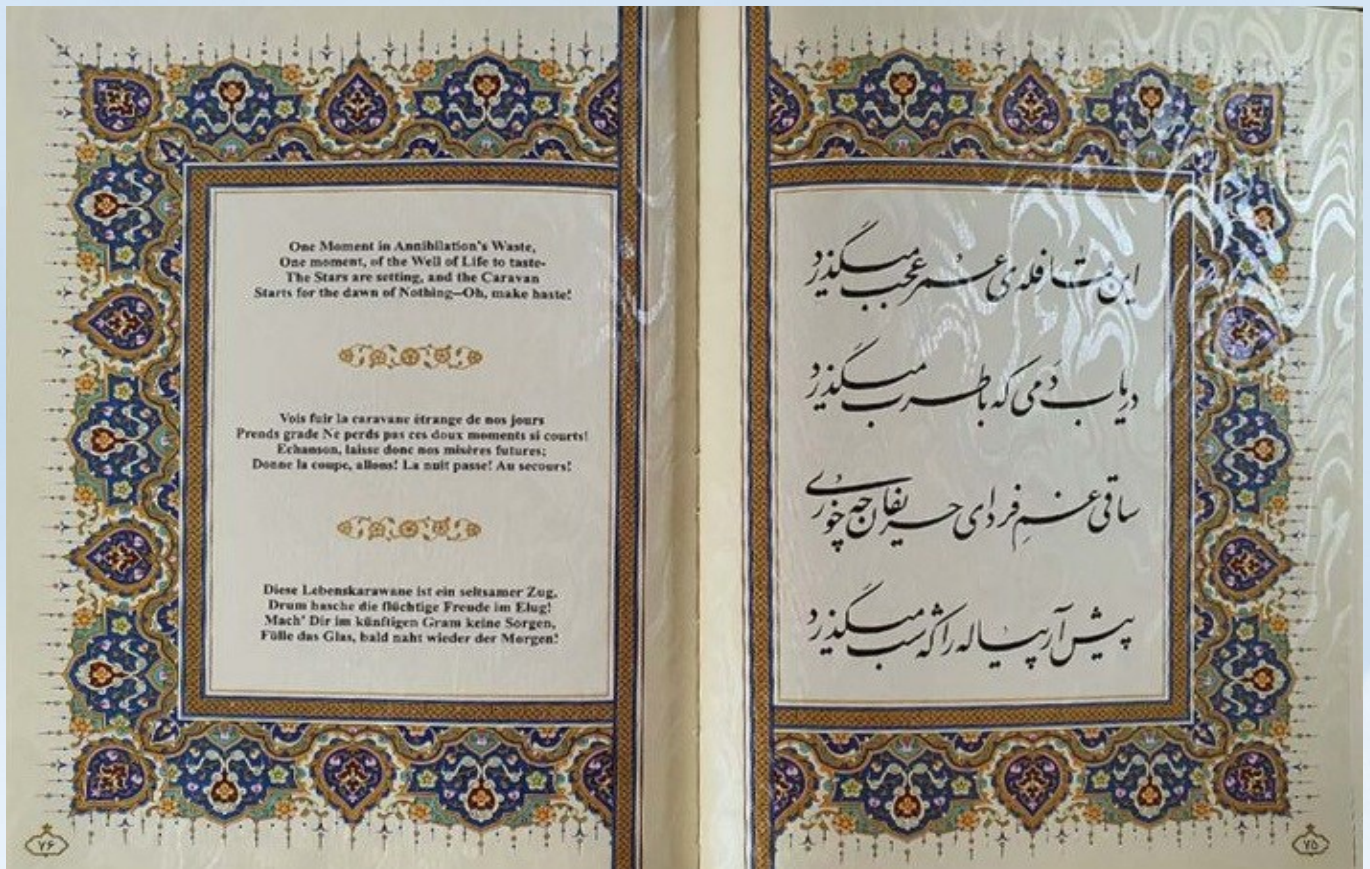 One Moment in Annihilation's Waste,
One moment, of the Well of Life to taste-
The Stars are setting, and the Caravan
Starts for the dawn of Nothing--Oh, make haste!
Vois fuir la caravane étrange de nos jours
Prends grade Ne perds pas ces doux moments si courts!
Echanson, laisse donc nos misères futures;
Donne la coupe, allons! La nuit passe! Au secours!
Diese Lebenskarawane ist ein seltsamer Zug,
Drum hasche die flüchtige Freude im Elug!
Mach' Dir im künftigen Gram keine Sorgen,
Fülle das Glas, bald naht wieder der Morgen!
۷۶
این قافله‌ی عمر عجب میگذرد
دریاب دَمی که با طرب میگذرد
ساقی غمِ فردای حریفان چه خوری
پیش آر پیاله را که شب میگذرد
۷۵